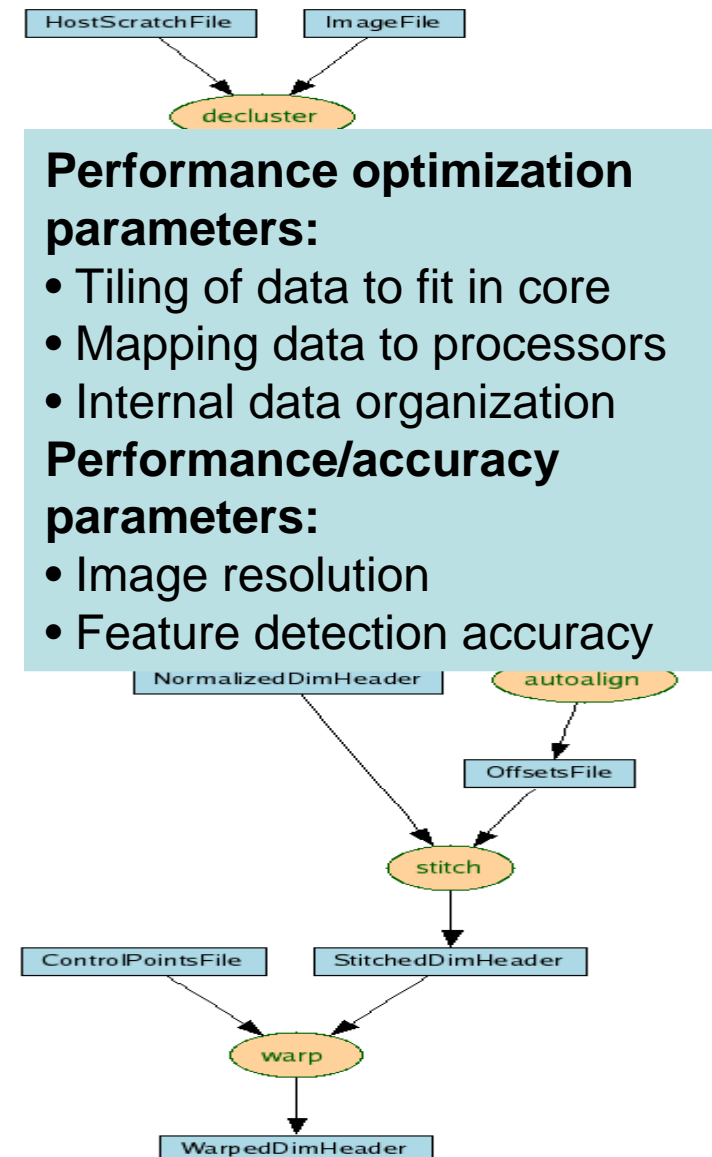 HostScratchFile ImageFile
decluster
Performance optimization
parameters:
• Tiling of data to fit in core
• Mapping data to processors
• Internal data organization
Performance/accuracy
parameters:
• Image resolution
• Feature detection accuracy
NormalizedDimHeader autoalign
OffsetsFile
stitch
ControlPointsFile StitchedDimHeader
warp
WarpedDimHeader